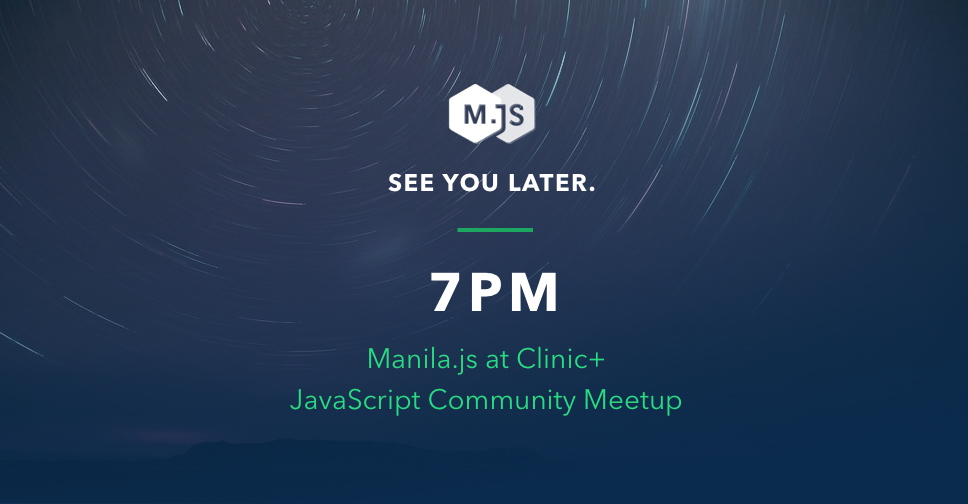 M.JS
SEE YOU LATER.
7PM
Manila.js at Clinic+
JavaScript Community Meetup